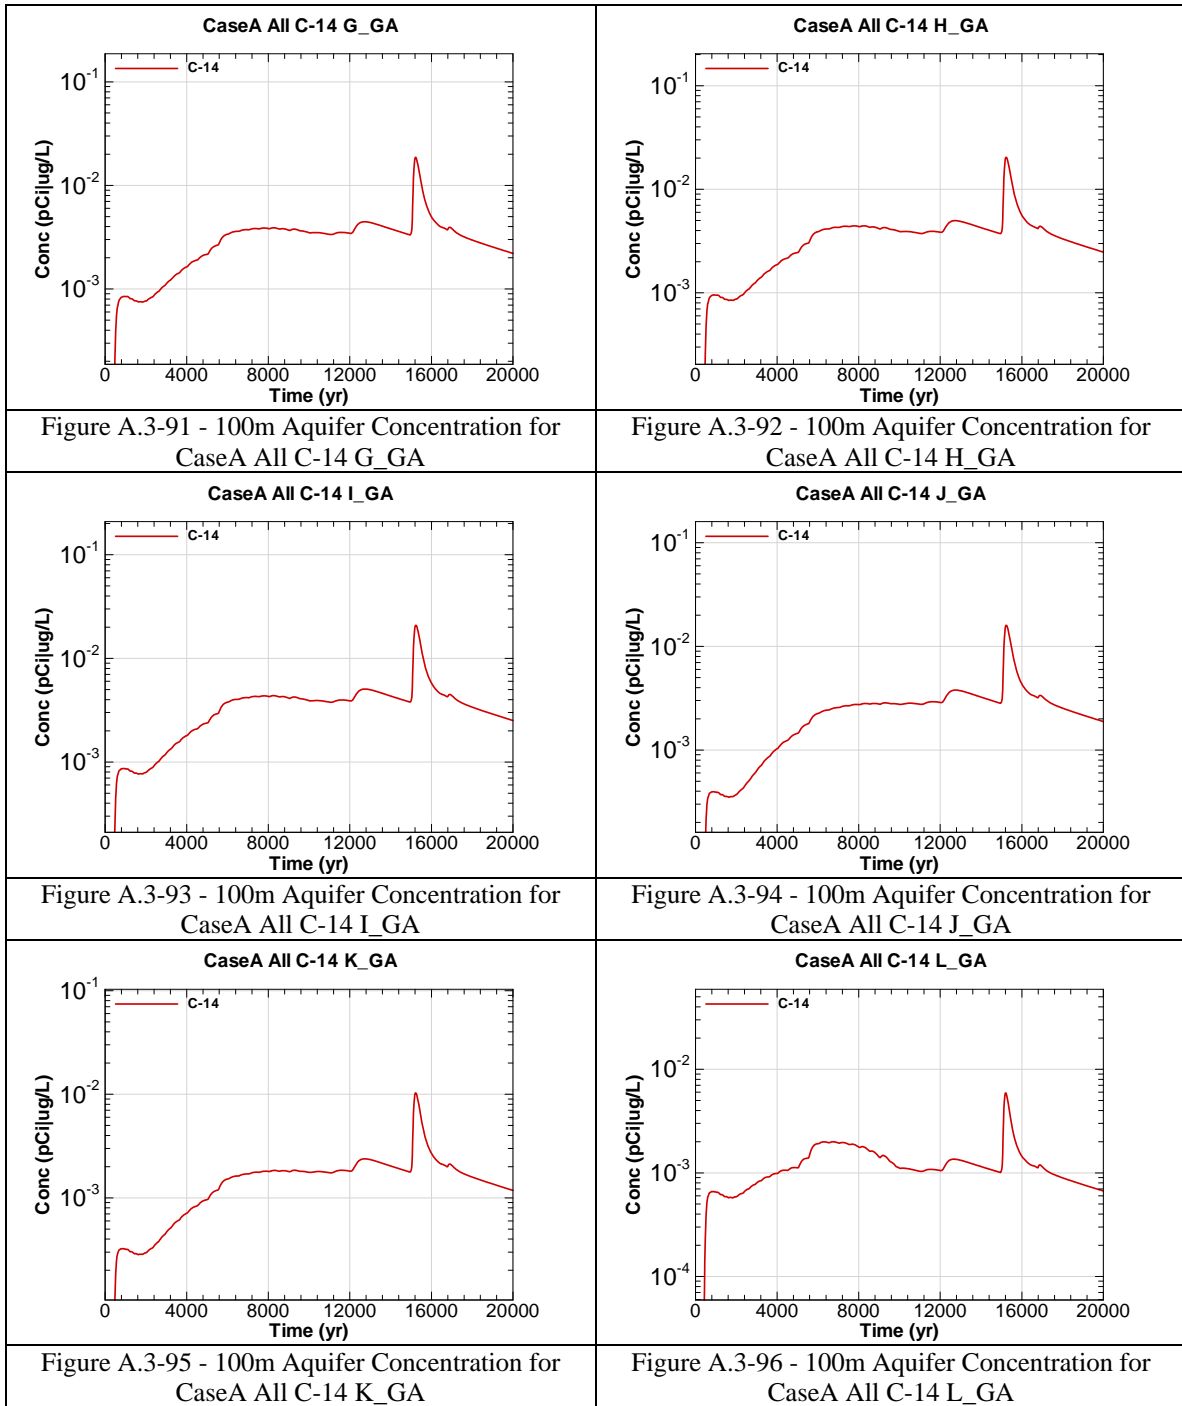 CaseA All C-14 G_GA
C-14
10^-1
10^-2
10^-3
Conc (pCi|ug/L)
0 4000 8000 12000 16000 20000
Time (yr)
Figure A.3-91 - 100m Aquifer Concentration for
CaseA All C-14 G_GA
CaseA All C-14 H_GA
C-14
10^-1
10^-2
10^-3
Conc (pCi|ug/L)
0 4000 8000 12000 16000 20000
Time (yr)
Figure A.3-92 - 100m Aquifer Concentration for
CaseA All C-14 H_GA
CaseA All C-14 I_GA
C-14
10^-1
10^-2
10^-3
Conc (pCi|ug/L)
0 4000 8000 12000 16000 20000
Time (yr)
Figure A.3-93 - 100m Aquifer Concentration for
CaseA All C-14 I_GA
CaseA All C-14 J_GA
C-14
10^-1
10^-2
10^-3
Conc (pCi|ug/L)
0 4000 8000 12000 16000 20000
Time (yr)
Figure A.3-94 - 100m Aquifer Concentration for
CaseA All C-14 J_GA
CaseA All C-14 K_GA
C-14
10^-1
10^-2
10^-3
Conc (pCi|ug/L)
0 4000 8000 12000 16000 20000
Time (yr)
Figure A.3-95 - 100m Aquifer Concentration for
CaseA All C-14 K_GA
CaseA All C-14 L_GA
C-14
10^-2
10^-3
10^-4
Conc (pCi|ug/L)
0 4000 8000 12000 16000 20000
Time (yr)
Figure A.3-96 - 100m Aquifer Concentration for
CaseA All C-14 L_GA